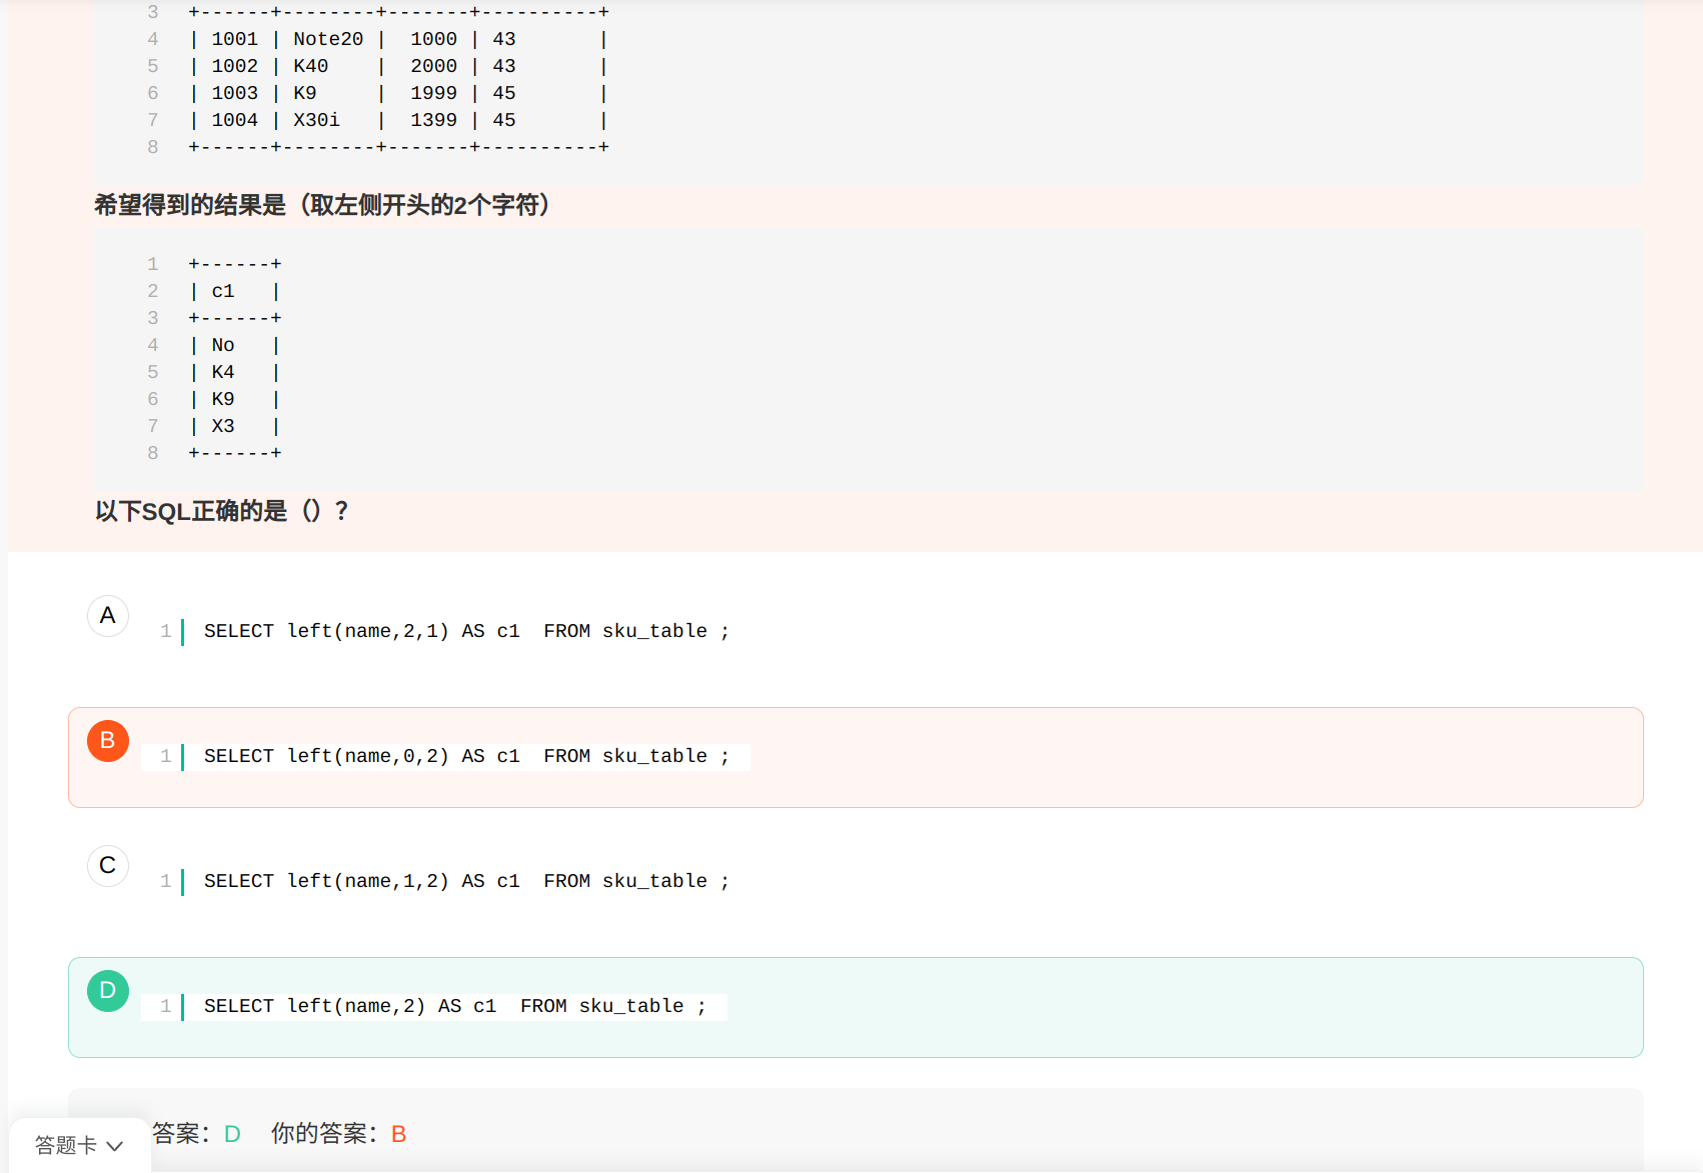 3 +------+--------+-------+----------+
4 | 1001 | Note20 |  1000 | 43       |
5 | 1002 | K40    |  2000 | 43       |
6 | 1003 | K9     |  1999 | 45       |
7 | 1004 | X30i   |  1399 | 45       |
8 +------+--------+-------+----------+
希望得到的结果是（取左侧开头的2个字符）
1 +------+
2 | c1   |
3 +------+
4 | No   |
5 | K4   |
6 | K9   |
7 | X3   |
8 +------+
以下SQL正确的是（）？
A
1 SELECT left(name,2,1) AS c1  FROM sku_table ;
B
1 SELECT left(name,0,2) AS c1  FROM sku_table ;
C
1 SELECT left(name,1,2) AS c1  FROM sku_table ;
D
1 SELECT left(name,2) AS c1  FROM sku_table ;
答案：D 你的答案：B
答题卡